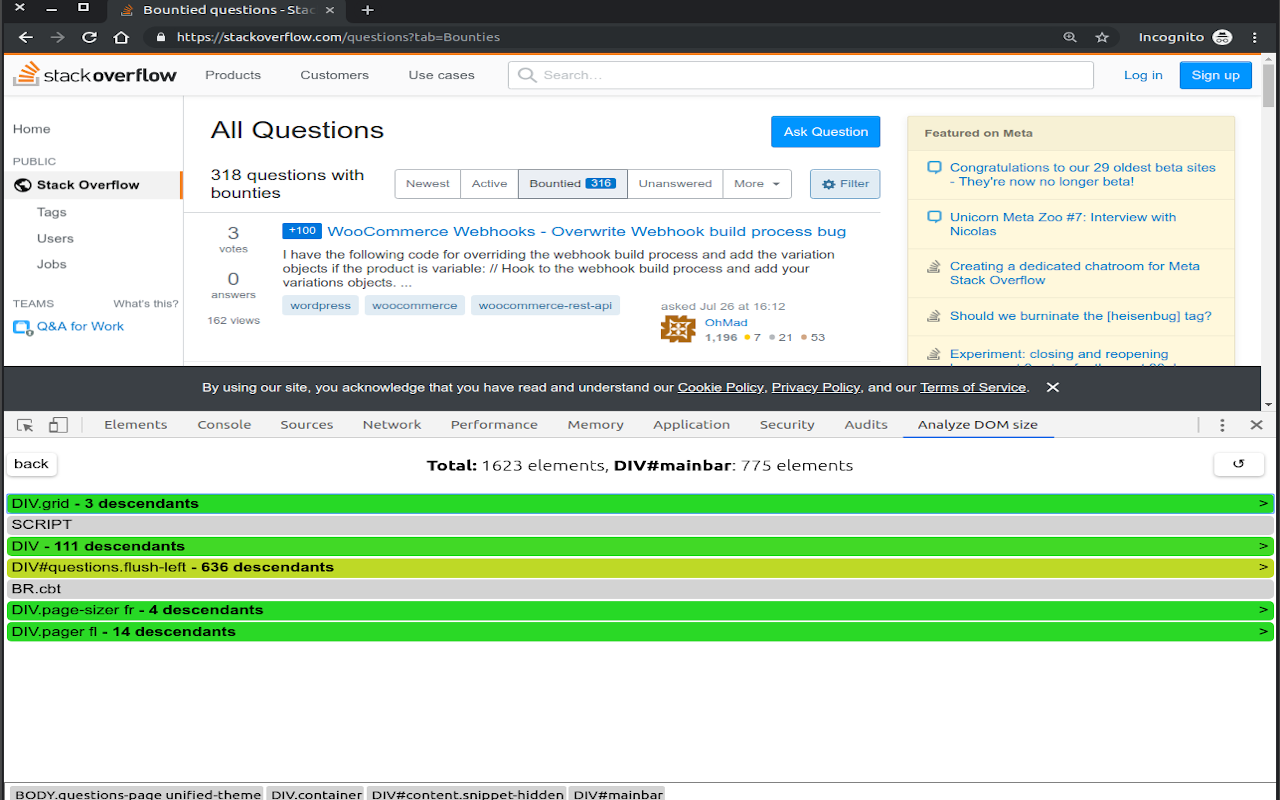 Bountied questions - Stac
https://stackoverflow.com/questions?tab=Bounties
Incognito
stackoverflow
Products
Customers
Use cases
Search...
Log in
Sign up
Home
PUBLIC
Stack Overflow
Tags
Users
Jobs
TEAMS
What's this?
Q&A for Work
All Questions
Ask Question
318 questions with
bounties
Newest
Active
Bountied 316
Unanswered
More
Filter
3
votes
0
answers
162 views
+100 WooCommerce Webhooks - Overwrite Webhook build process bug
I have the following code for overriding the webhook build process and add the variation
objects if the product is variable: // Hook to the webhook build process and add your
variations objects. ...
wordpress
woocommerce
woocommerce-rest-api
asked Jul 26 at 16:12
OhMad
1,196 7 21 53
Featured on Meta
Congratulations to our 29 oldest beta sites
- They're now no longer beta!
Unicorn Meta Zoo #7: Interview with
Nicolas
Creating a dedicated chatroom for Meta
Stack Overflow
Should we burninate the [heisenbug] tag?
Experiment: closing and reopening
By using our site, you acknowledge that you have read and understand our Cookie Policy, Privacy Policy, and our Terms of Service.
Elements
Console
Sources
Network
Performance
Memory
Application
Security
Audits
Analyze DOM size
back
Total: 1623 elements, DIV#mainbar: 775 elements
DIV.grid - 3 descendants >
SCRIPT
DIV - 111 descendants >
DIV#questions.flush-left - 636 descendants >
BR.cbt
DIV.page-sizer fr - 4 descendants >
DIV.pager fl - 14 descendants >
BODY.questions-page unified-theme DIV.container DIV#content.snippet-hidden DIV#mainbar